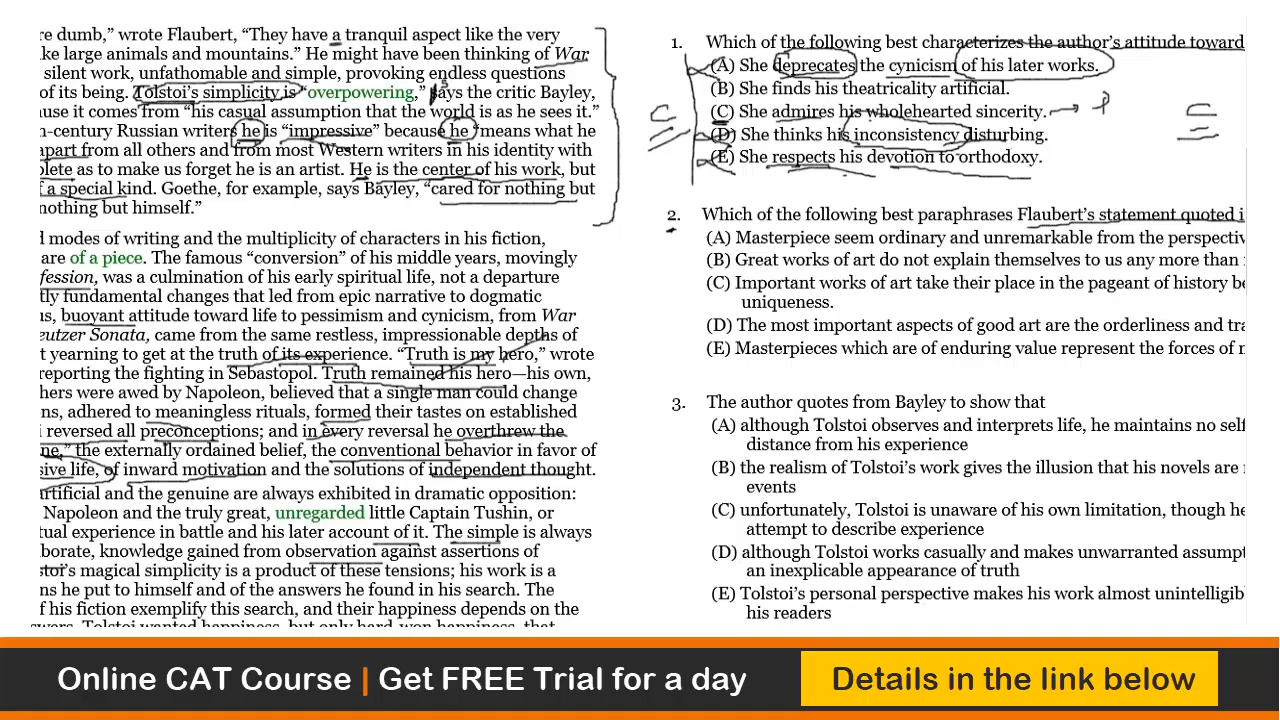 re dumb,” wrote Flaubert, “They have a tranquil aspect like the very
ke large animals and mountains.” He might have been thinking of War
silent work, unfathomable and simple, provoking endless questions
of its being. Tolstoi’s simplicity is “overpowering,” says the critic Bayley,
use it comes from “his casual assumption that the world is as he sees it.”
n-century Russian writers he is “impressive” because he “means what he
apart from all others and from most Western writers in his identity with
plete as to make us forget he is an artist. He is the center of his work, but
f a special kind. Goethe, for example, says Bayley, “cared for nothing but
nothing but himself.”
d modes of writing and the multiplicity of characters in his fiction,
are of a piece. The famous “conversion” of his middle years, movingly
fession, was a culmination of his early spiritual life, not a departure
tly fundamental changes that led from epic narrative to dogmatic
us, buoyant attitude toward life to pessimism and cynicism, from War
eutzer Sonata, came from the same restless, impressionable depths of
t yearning to get at the truth of its experience. “Truth is my hero,” wrote
reporting the fighting in Sebastopol. Truth remained his hero—his own,
hers were awed by Napoleon, believed that a single man could change
ns, adhered to meaningless rituals, formed their tastes on established
i reversed all preconceptions; and in every reversal he overthrew the
ne,” the externally ordained belief, the conventional behavior in favor of
sive life, of inward motivation and the solutions of independent thought.
artificial and the genuine are always exhibited in dramatic opposition:
Napoleon and the truly great, unregarded little Captain Tushin, or
tual experience in battle and his later account of it. The simple is always
borate, knowledge gained from observation against assertions of
stoi’s magical simplicity is a product of these tensions; his work is a
ns he put to himself and of the answers he found in his search. The
f his fiction exemplify this search, and their happiness depends on the
swers. Tolstoi wanted happiness, but only hard-won happiness, that
1. Which of the following best characterizes the author’s attitude toward
(A) She deprecates the cynicism of his later works.
(B) She finds his theatricality artificial.
(C) She admires his wholehearted sincerity.
(D) She thinks his inconsistency disturbing.
(E) She respects his devotion to orthodoxy.
2. Which of the following best paraphrases Flaubert’s statement quoted i
(A) Masterpiece seem ordinary and unremarkable from the perspectiv
(B) Great works of art do not explain themselves to us any more than
(C) Important works of art take their place in the pageant of history be
uniqueness.
(D) The most important aspects of good art are the orderliness and tra
(E) Masterpieces which are of enduring value represent the forces of n
3. The author quotes from Bayley to show that
(A) although Tolstoi observes and interprets life, he maintains no self
distance from his experience
(B) the realism of Tolstoi’s work gives the illusion that his novels are
events
(C) unfortunately, Tolstoi is unaware of his own limitation, though he
attempt to describe experience
(D) although Tolstoi works casually and makes unwarranted assumpt
an inexplicable appearance of truth
(E) Tolstoi’s personal perspective makes his work almost unintelligib
his readers
Online CAT Course | Get FREE Trial for a day
Details in the link below